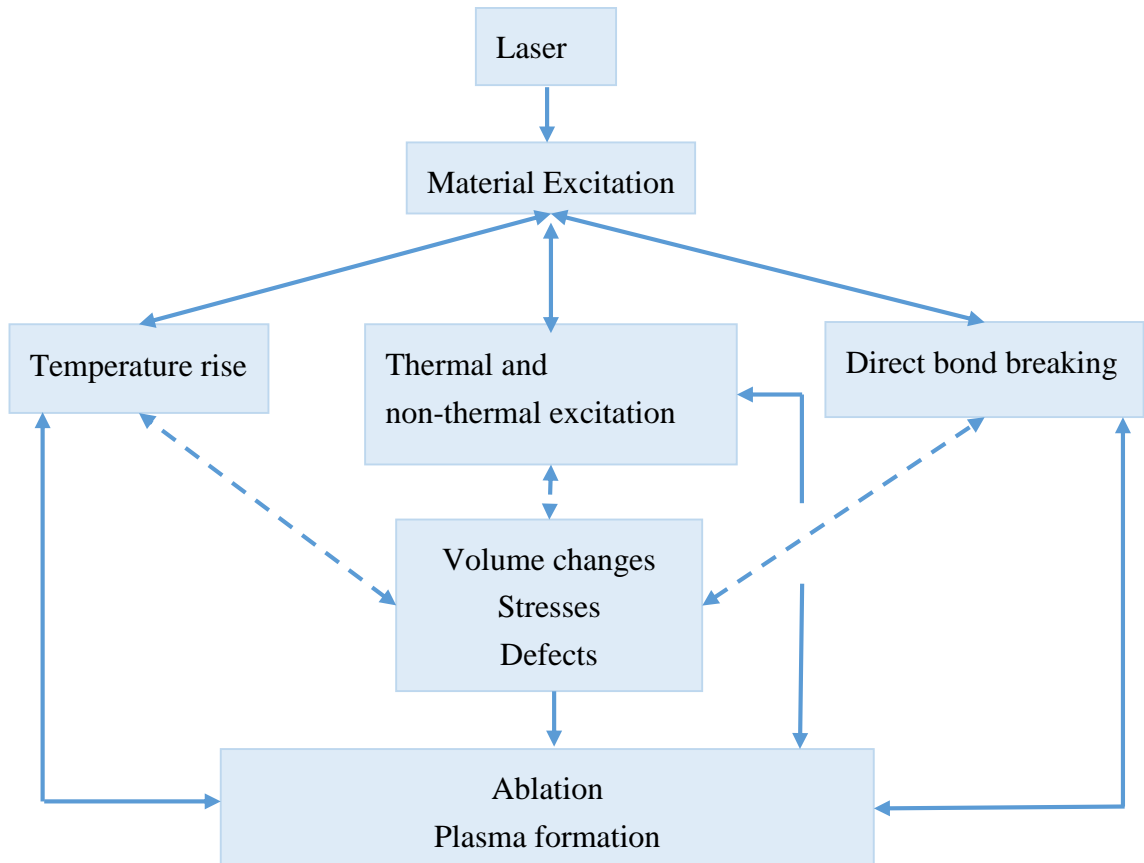 Laser
Material Excitation
Temperature rise
Thermal and
non-thermal excitation
Direct bond breaking
Volume changes
Stresses
Defects
Ablation
Plasma formation